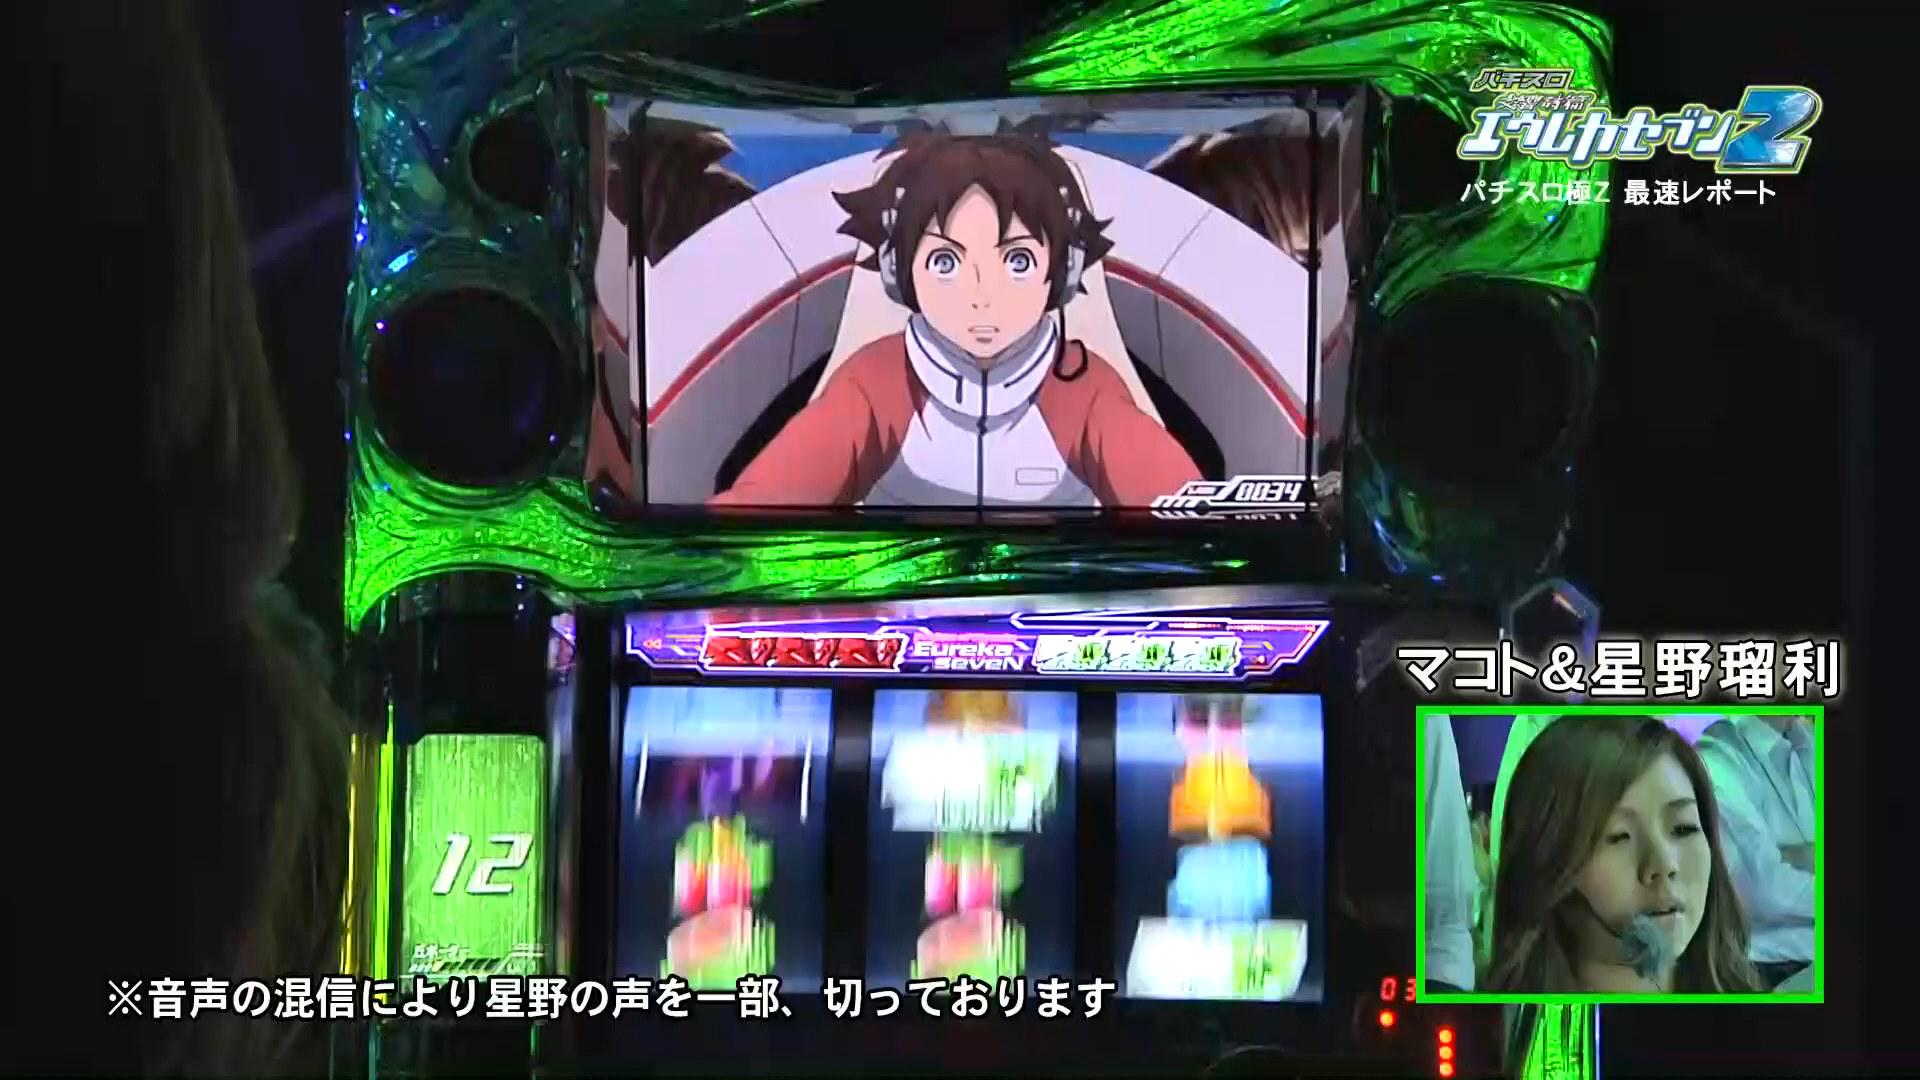 パチスロ
交響詩篇
エウレカセブン2
パチスロ極Z 最速レポート
0034
Eureka
seveN
マコト&星野瑠利
12
03
※音声の混信により星野の声を一部、切っております